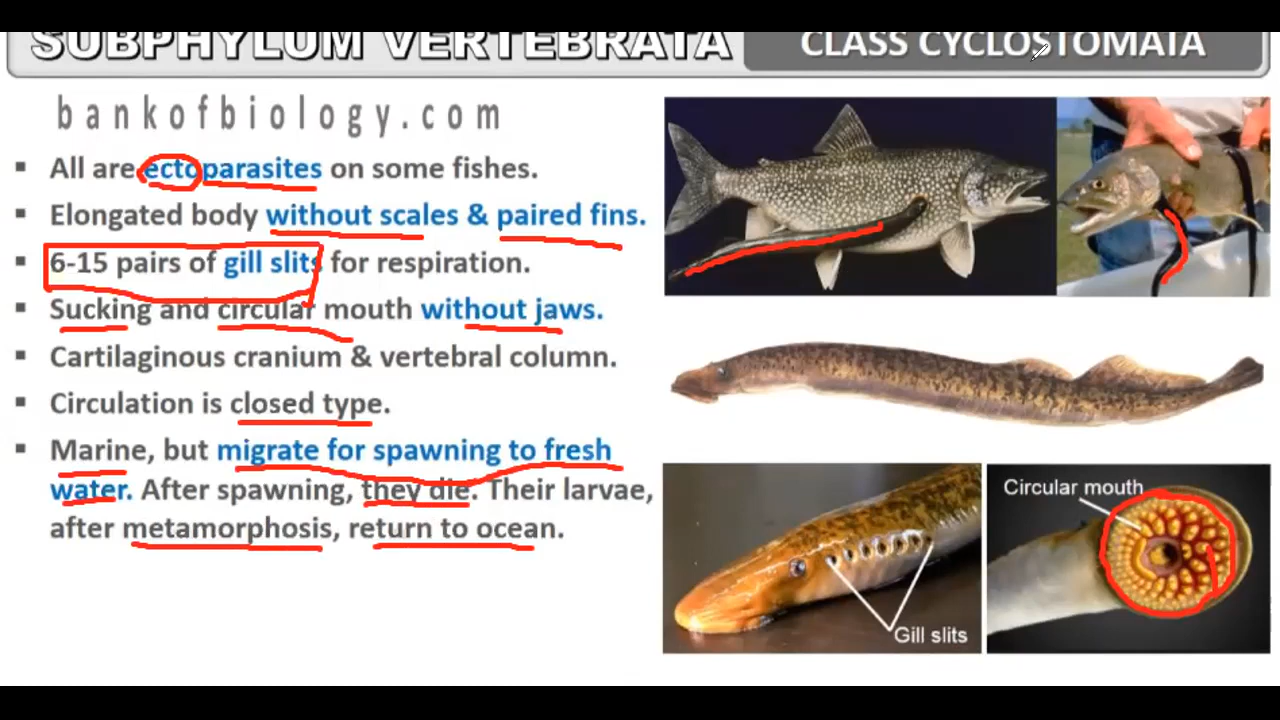 SUBPHYLUM VERTEBRATA
CLASS CYCLOSTOMATA
bankofbiology.com
▪ All are ectoparasites on some fishes.
▪ Elongated body without scales & paired fins.
▪ 6-15 pairs of gill slits for respiration.
▪ Sucking and circular mouth without jaws.
▪ Cartilaginous cranium & vertebral column.
▪ Circulation is closed type.
▪ Marine, but migrate for spawning to fresh
water. After spawning, they die. Their larvae,
after metamorphosis, return to ocean.
Circular mouth
Gill slits